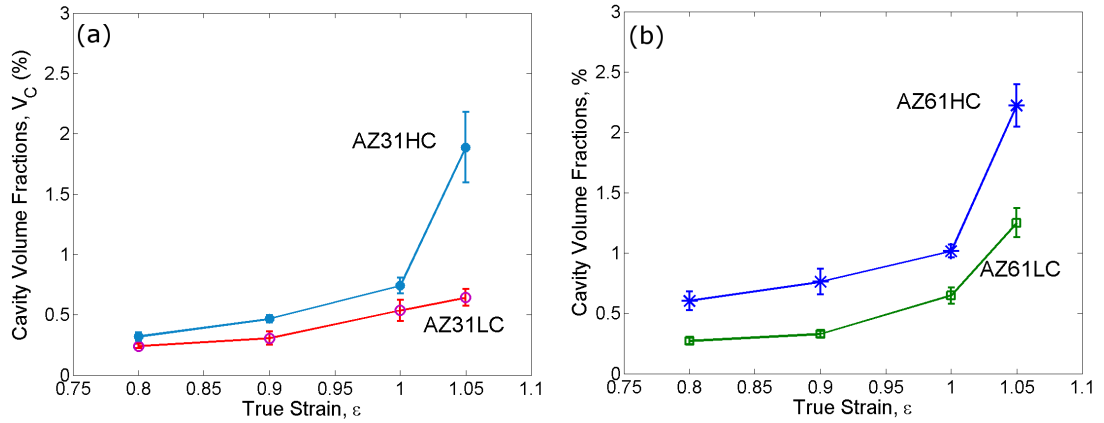 (a)
Cavity Volume Fractions, V_C (%)
3
2.5
2
1.5
1
0.5
0
AZ31HC
AZ31LC
0.75 0.8 0.85 0.9 0.95 1 1.05 1.1
True Strain, ε
(b)
Cavity Volume Fractions, %
3
2.5
2
1.5
1
0.5
0
AZ61HC
AZ61LC
0.75 0.8 0.85 0.9 0.95 1 1.05 1.1
True Strain, ε